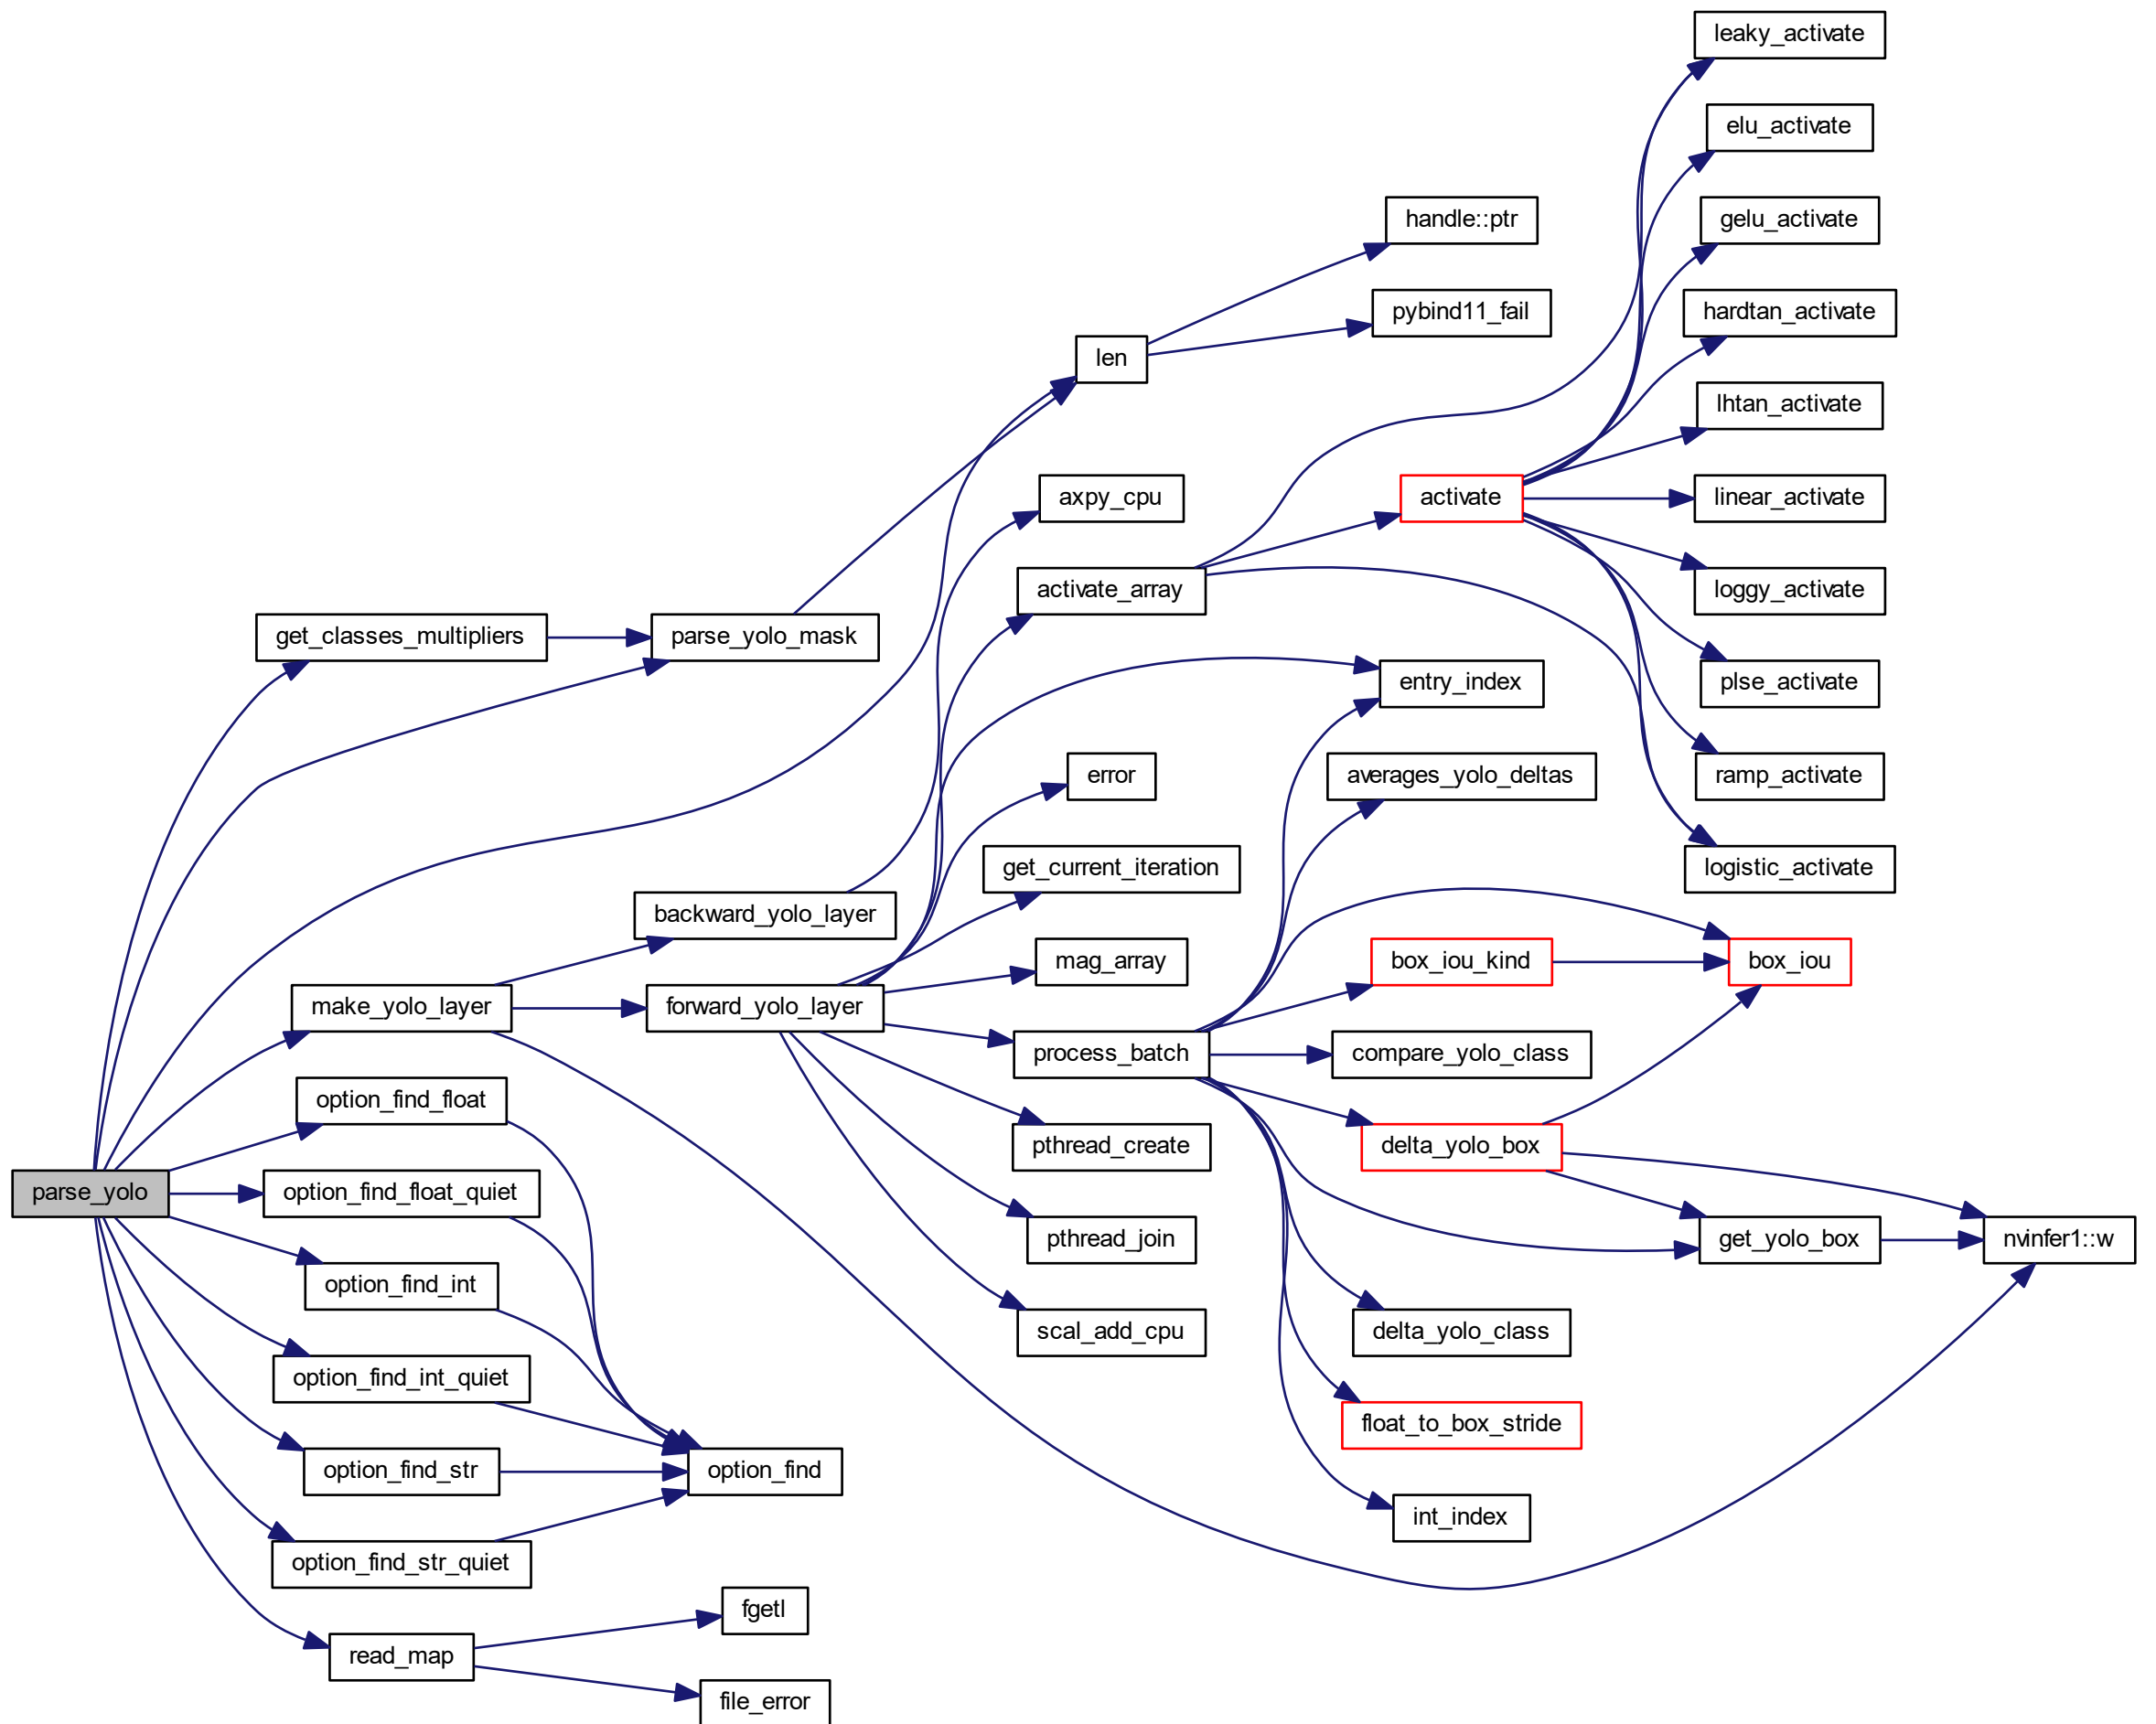 leaky_activate
elu_activate
handle::ptr
gelu_activate
pybind11_fail
hardtan_activate
len
lhtan_activate
axpy_cpu
activate
linear_activate
activate_array
loggy_activate
get_classes_multipliers
parse_yolo_mask
entry_index
plse_activate
error
averages_yolo_deltas
ramp_activate
get_current_iteration
logistic_activate
backward_yolo_layer
mag_array
box_iou_kind
box_iou
make_yolo_layer
forward_yolo_layer
process_batch
compare_yolo_class
option_find_float
pthread_create
delta_yolo_box
parse_yolo
option_find_float_quiet
pthread_join
get_yolo_box
nvinfer1::w
option_find_int
scal_add_cpu
delta_yolo_class
option_find_int_quiet
float_to_box_stride
option_find_str
option_find
int_index
option_find_str_quiet
fgetl
read_map
file_error